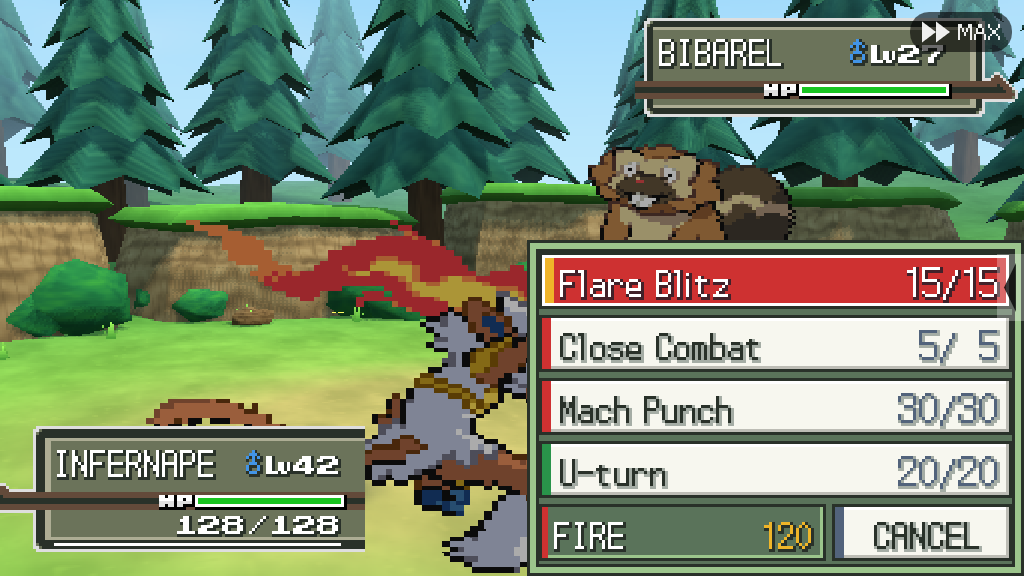 MAX
BIBAREL ♂Lv27
HP
Flare Blitz 15/15
Close Combat 5/ 5
Mach Punch 30/30
U-turn 20/20
FIRE 120 CANCEL
INFERNAPE ♂Lv42
HP
128/128